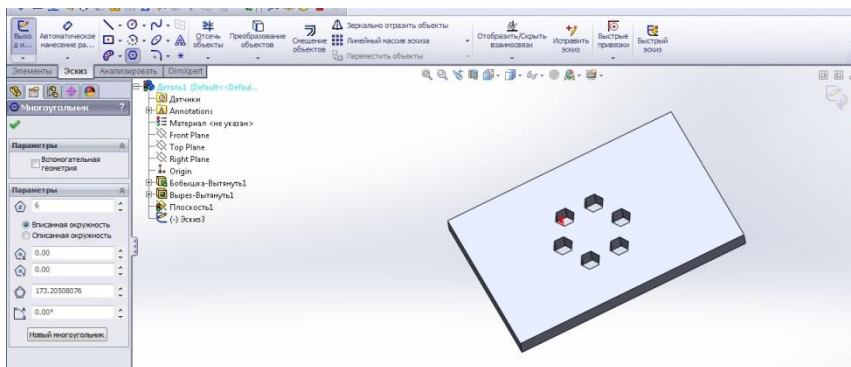 Выхо
д и...
Автоматическое
нанесение ра...
Отсечь
объекты
Преобразование
объектов
Смещение
объектов
Зеркально отразить объекты
Линейный массив эскиза
Переместить объекты
Отобразить/Скрыть
взаимосвязи
Исправить
эскиз
Быстрые
привязки
Быстрый
эскиз
Элементы
Эскиз
Анализировать
DimXpert
Многоугольник
?
Параметры
Вспомогательная
геометрия
Параметры
6
Вписанная окружность
Описанная окружность
0.00
0.00
173.20508076
0.00°
Новый многоугольник
Деталь1 (Default<<Defaul...
Датчики
Annotations
Материал <не указан>
Front Plane
Top Plane
Right Plane
Origin
Бобышка-Вытянуть1
Вырез-Вытянуть1
Плоскость1
(-) Эскиз3